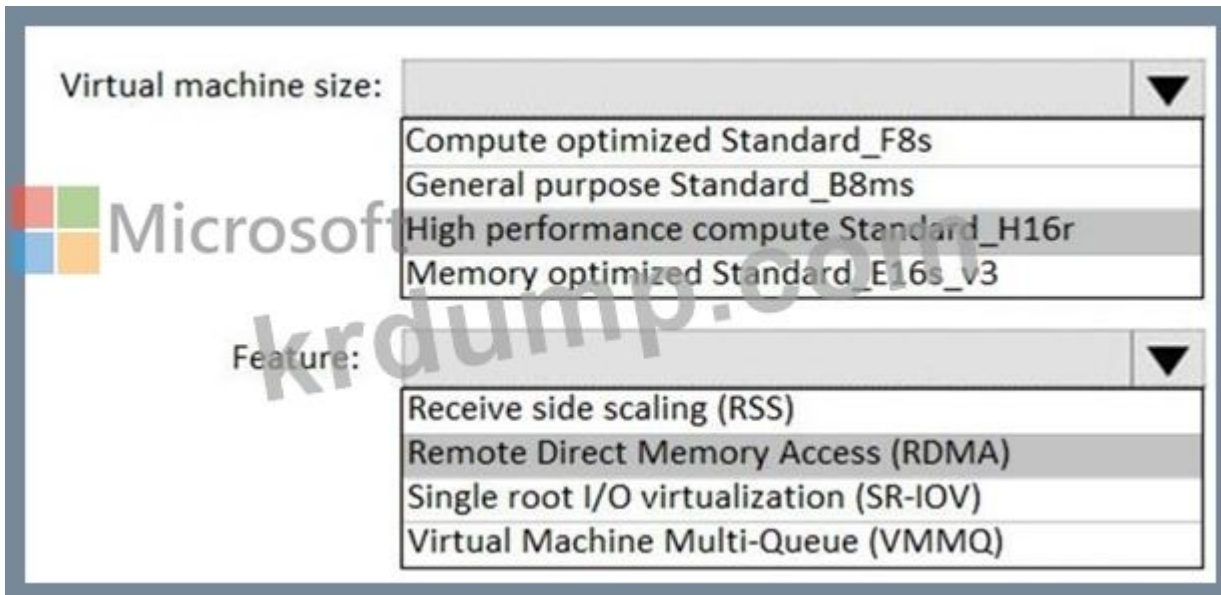 Virtual machine size:
Compute optimized Standard_F8s
General purpose Standard_B8ms
Microsoft
High performance compute Standard_H16r
Memory optimized Standard_E16s_v3
krdump.com
Feature:
Receive side scaling (RSS)
Remote Direct Memory Access (RDMA)
Single root I/O virtualization (SR-IOV)
Virtual Machine Multi-Queue (VMMQ)